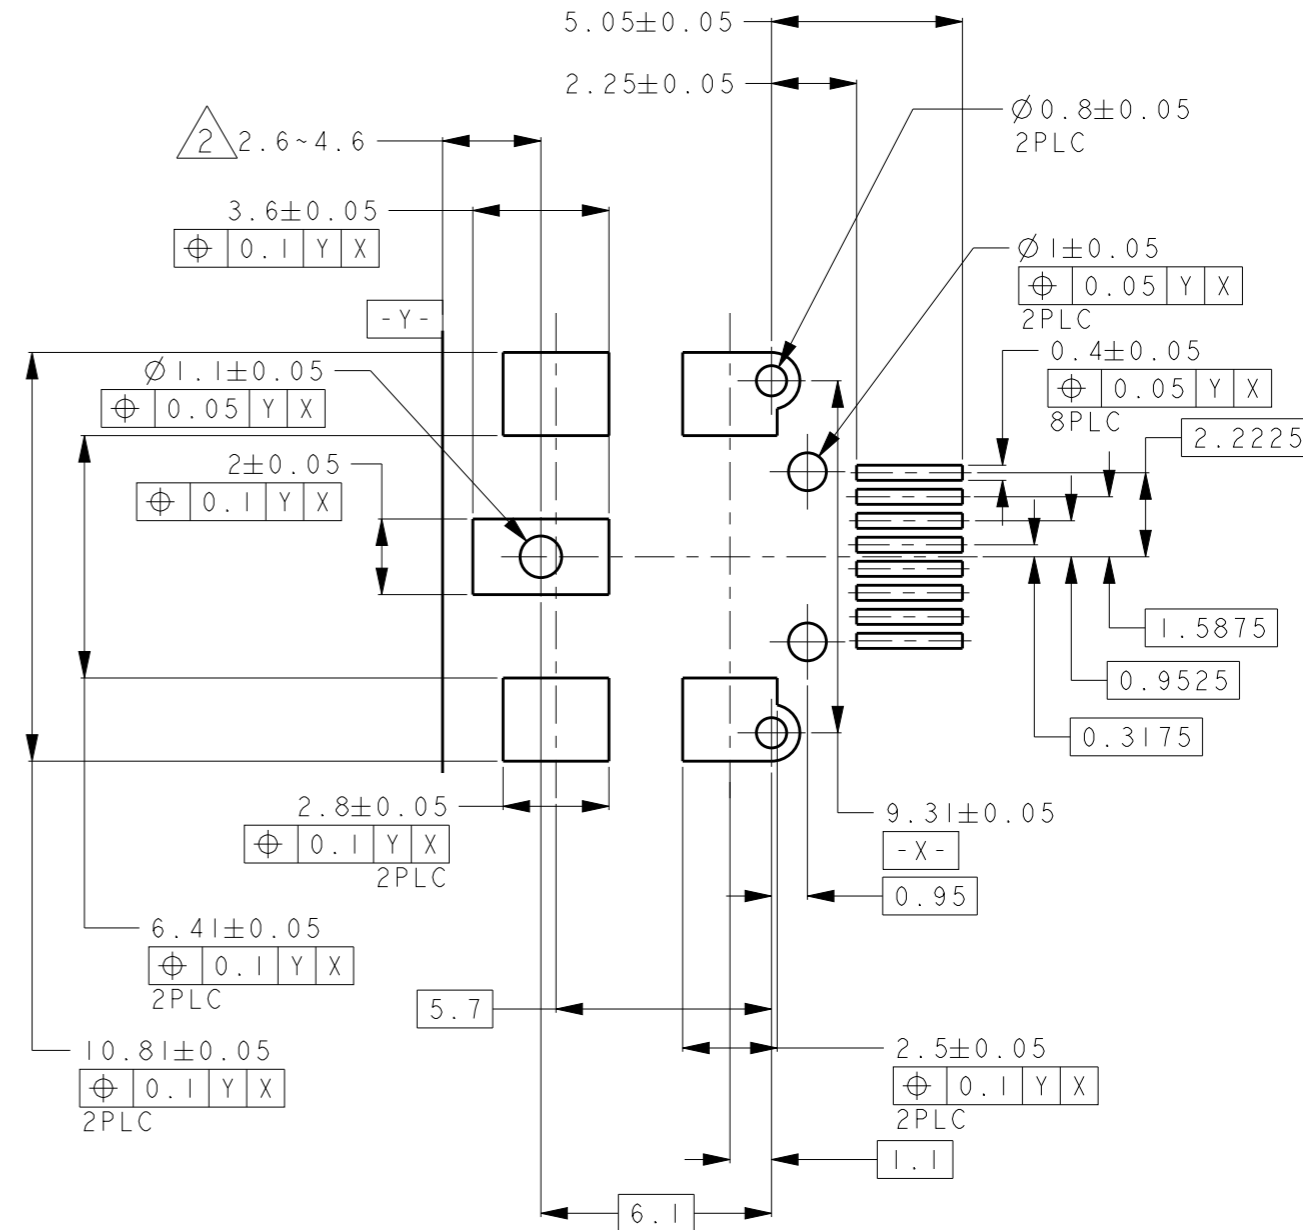 5.05±0.05
2.25±0.05
Ø0.8±0.05
2PLC
2 2.6~4.6
3.6±0.05
⌖ 0.1 Y X
Ø1±0.05
⌖ 0.05 Y X
2PLC
-Y-
0.4±0.05
⌖ 0.05 Y X
8PLC
Ø1.1±0.05
⌖ 0.05 Y X
2.2225
2±0.05
⌖ 0.1 Y X
1.5875
0.9525
0.3175
2.8±0.05
⌖ 0.1 Y X
2PLC
9.31±0.05
-X-
0.95
6.41±0.05
⌖ 0.1 Y X
2PLC
5.7
10.81±0.05
⌖ 0.1 Y X
2PLC
2.5±0.05
⌖ 0.1 Y X
2PLC
1.1
6.1